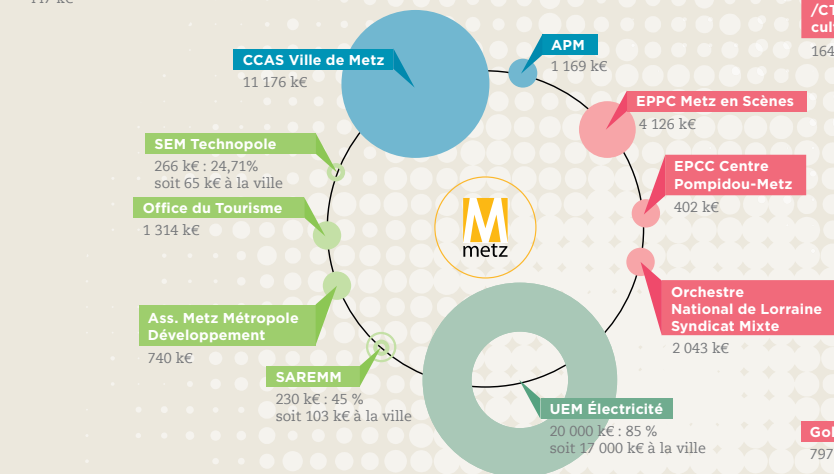 CCAS Ville de Metz
11 176 k€
APM
1 169 k€
EPPC Metz en Scènes
4 126 k€
SEM Technopole
266 k€ : 24,71%
soit 65 k€ à la ville
EPCC Centre
Pompidou-Metz
402 k€
Office du Tourisme
1 314 k€
metz
Orchestre
National de Lorraine
Syndicat Mixte
2 043 k€
Ass. Metz Métropole
Développement
740 k€
SAREMM
230 k€ : 45 %
soit 103 k€ à la ville
UEM Électricité
20 000 k€ : 85 %
soit 17 000 k€ à la ville
/CT
cul
164
Gol
797